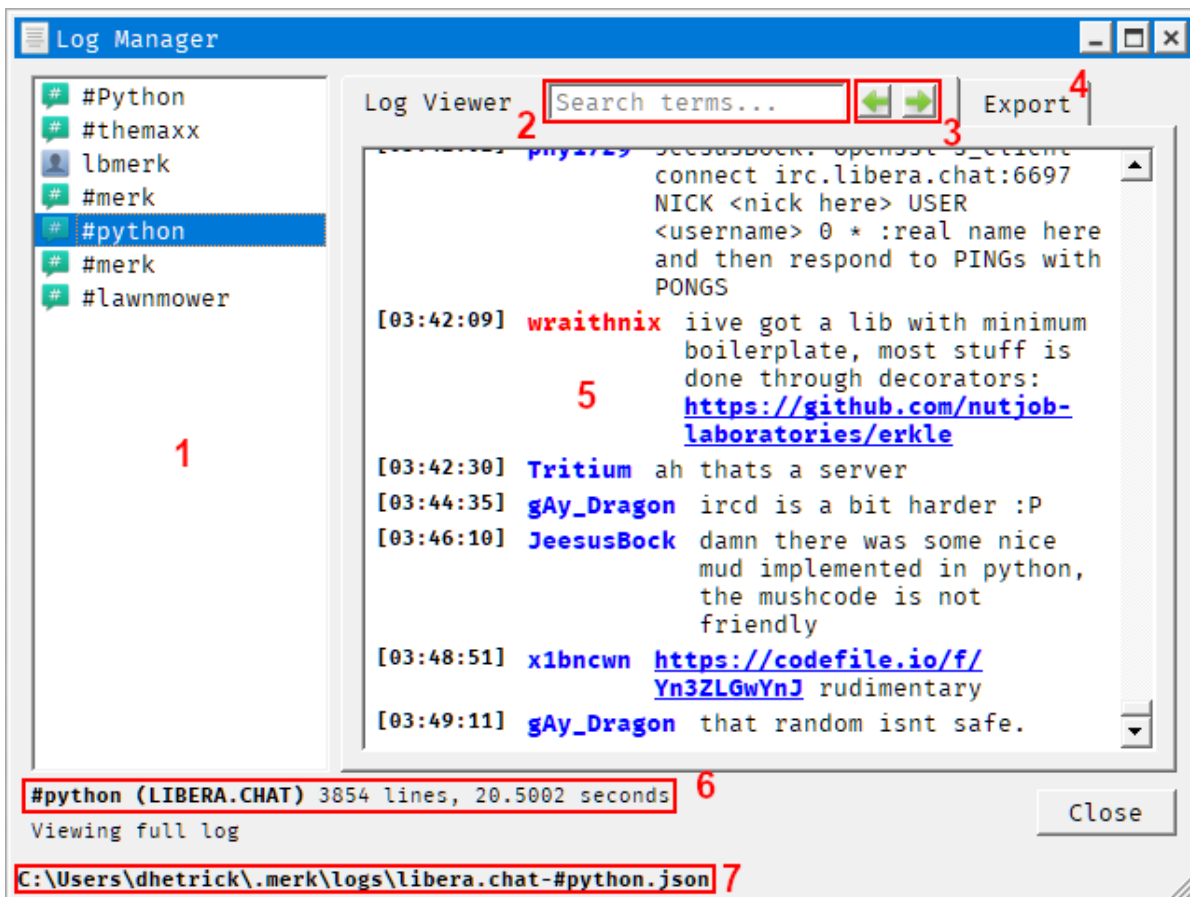 Log Manager
#Python
#themaxx
lbmerk
#merk
#python
#merk
#lawnmower
1
Log Viewer
2
Search terms...
3
Export
4
connect irc.libera.chat:6697
NICK <nick here> USER
<username> 0 * :real name here
and then respond to PINGs with
PONGS
[03:42:09] wraithnix iive got a lib with minimum
boilerplate, most stuff is
done through decorators:
https://github.com/nutjob-
laboratories/erkle
5
[03:42:30] Tritium ah thats a server
[03:44:35] gAy_Dragon ircd is a bit harder :P
[03:46:10] JeesusBock damn there was some nice
mud implemented in python,
the mushcode is not
friendly
[03:48:51] x1bncwn https://codefile.io/f/
Yn3ZLGwYnJ rudimentary
[03:49:11] gAy_Dragon that random isnt safe.
#python (LIBERA.CHAT) 3854 lines, 20.5002 seconds
6
Viewing full log
Close
C:\Users\dhetrick\.merk\logs\libera.chat-#python.json
7